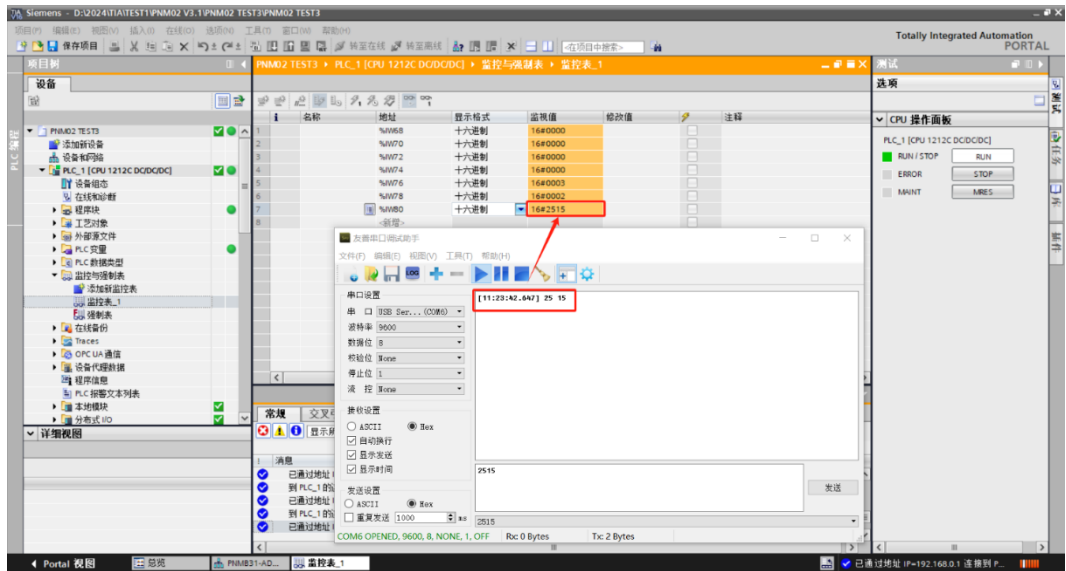 Siemens - D:\2024\TIA\TEST1\PNM02 V3.1\PNM02 TEST3\PNM02 TEST3
项目(P) 编辑(E) 视图(V) 插入(I) 在线(O) 选项(N) 工具(T) 窗口(W) 帮助(H)
Totally Integrated Automation
PORTAL
保存项目 转至在线 转至离线 <在项目中搜索>
项目树
PNM02 TEST3 PLC_1 [CPU 1212C DC/DC/DC] 监控与强制表 监控表_1
测试
设备
选项
i 名称 地址 显示格式 监视值 修改值 注释
CPU 操作面板
PLC_1 [CPU 1212C DC/DC/DC]
RUN / STOP RUN
ERROR STOP
MAINT MRES
PLC 编程
PNM02 TEST3
添加新设备
设备和网络
PLC_1 [CPU 1212C DC/DC/DC]
设备组态
在线和诊断
程序块
工艺对象
外部源文件
PLC 变量
PLC 数据类型
监控与强制表
添加新监控表
监控表_1
强制表
在线备份
Traces
OPC UA 通信
设备代理数据
程序信息
PLC 报警文本列表
本地模块
分布式 I/O
详细视图
1 %IW68 十六进制 16#0000
2 %IW70 十六进制 16#0000
3 %IW72 十六进制 16#0000
4 %IW74 十六进制 16#0000
5 %IW76 十六进制 16#0003
6 %IW78 十六进制 16#0002
7 %IW80 十六进制 16#2515
8 <新增>
友善串口调试助手
文件(F) 编辑(E) 视图(V) 工具(T) 帮助(H)
LOG
串口设置
串 口 USB Ser... (COM6)
波特率 9600
数据位 8
校验位 None
停止位 1
流 控 None
接收设置
ASCII Hex
自动换行
显示发送
显示时间
发送设置
ASCII Hex
重复发送 1000 ms
[11:23:42.647] 25 15
2515
发送
2515
COM6 OPENED, 9600, 8, NONE, 1, OFF Rx: 0 Bytes Tx: 2 Bytes
常规
消息
已通过地址
到 PLC_1 的
已通过地址
到 PLC_1 的
已通过地址
Portal 视图 总览 PNMB31-AD... 监控表_1
已通过地址 IP=192.168.0.1 连接到 P...